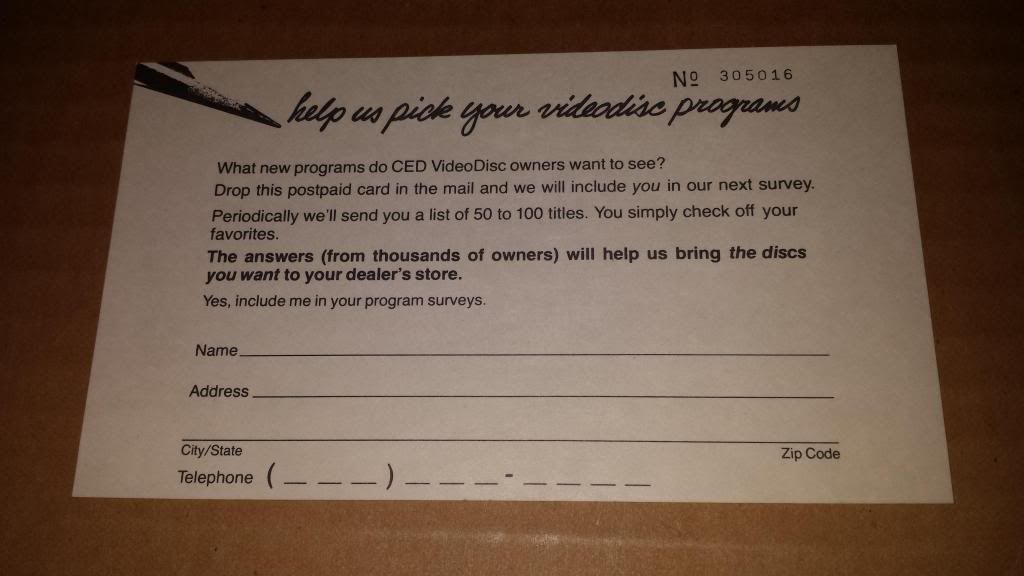 Nº 305016
help us pick your videodisc programs
What new programs do CED VideoDisc owners want to see?
Drop this postpaid card in the mail and we will include you in our next survey.
Periodically we'll send you a list of 50 to 100 titles. You simply check off your
favorites.
The answers (from thousands of owners) will help us bring the discs
you want to your dealer's store.
Yes, include me in your program surveys.
Name
Address
City/State Zip Code
Telephone ( _ _ _ ) _ _ _ - _ _ _ _